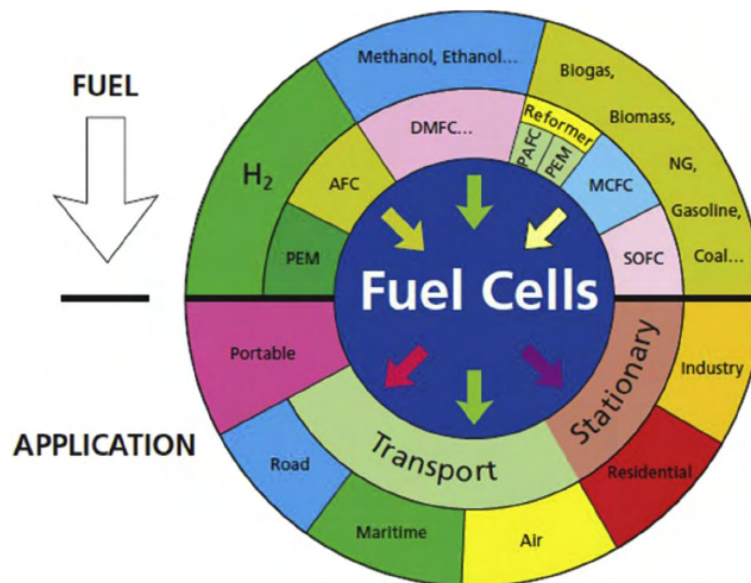 FUEL
Methanol, Ethanol...
Biogas,
Biomass,
NG,
Gasoline,
Coal...
H2
DMFC...
Reformer
PAFC
PEM
AFC
MCFC
PEM
SOFC
Fuel Cells
Portable
Stationary
Industry
APPLICATION
Transport
Road
Residential
Maritime
Air